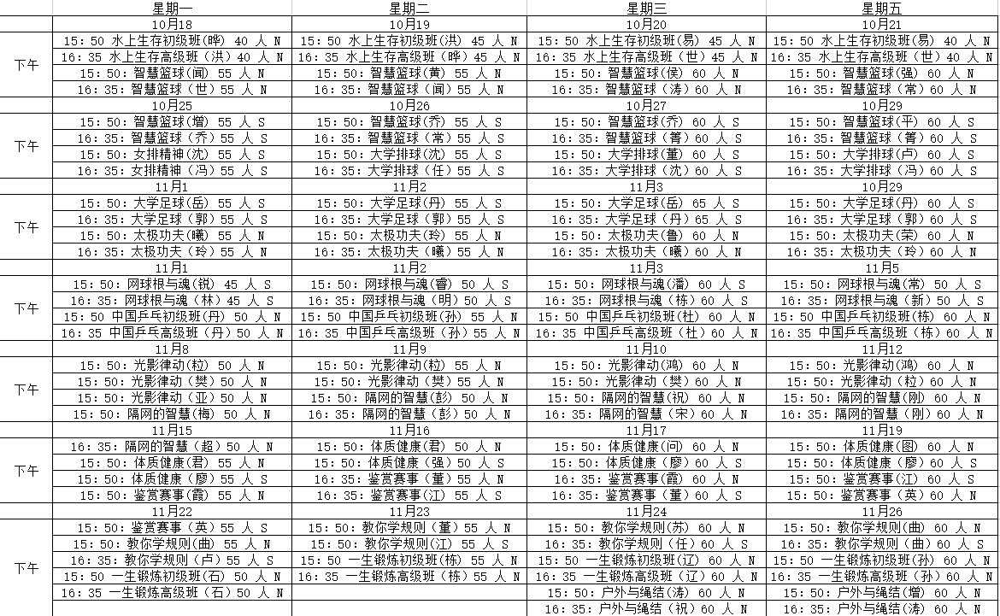 星期一 星期二 星期三 星期五
10月18 10月19 10月20 10月21
15: 50 水上生存初级班(晔) 40 人 N 15: 50 水上生存初级班(洪) 45 人 N 15: 50 水上生存初级班(易) 45 人 N 15: 50 水上生存初级班(易) 40 人 N
下午 16: 35 水上生存高级班（洪）40 人 N 16: 35 水上生存高级班（晔）45 人 N 16: 35 水上生存高级班（世）45 人 N 16: 35 水上生存高级班（世）40 人 N
15: 50: 智慧篮球(闻) 55 人 N 15: 50: 智慧篮球(黄) 55 人 N 15: 50: 智慧篮球(侯) 60 人 N 15: 50: 智慧篮球(强) 60 人 N
16: 35: 智慧篮球（世）55 人 N 16: 35: 智慧篮球（闻）55 人 N 16: 35: 智慧篮球（涛）60 人 N 16: 35: 智慧篮球（常）60 人 N
10月25 10月26 10月27 10月29
15: 50: 智慧篮球(增) 55 人 S 15: 50: 智慧篮球(乔) 55 人 S 15: 50: 智慧篮球(乔) 60 人 S 15: 50: 智慧篮球(平) 60 人 S
下午 16: 35: 智慧篮球（乔）55 人 S 16: 35: 智慧篮球（常）55 人 S 16: 35: 智慧篮球（箐）60 人 S 16: 35: 智慧篮球（箐）60 人 S
15: 50: 女排精神(沈) 55 人 S 15: 50: 大学排球(沈) 55 人 S 15: 50: 大学排球(董) 60 人 S 15: 50: 大学排球(卢) 60 人 S
16: 35: 女排精神（冯）55 人 S 16: 35: 大学排球（任）55 人 S 16: 35: 大学排球（沈）60 人 S 16: 35: 大学排球（冯）60 人 S
11月1 11月2 11月3 10月29
15: 50: 大学足球(岳) 55 人 S 15: 50: 大学足球(丹) 55 人 S 15: 50: 大学足球(岳) 65 人 S 15: 50: 大学足球(丹) 60 人 S
下午 16: 35: 大学足球（郭）55 人 S 16: 35: 大学足球（郭）55 人 S 16: 35: 大学足球（丹）65 人 S 16: 35: 大学足球（郭）60 人 S
15: 50: 太极功夫(曦) 55 人 N 15: 50: 太极功夫(玲) 55 人 N 15: 50: 太极功夫(鲁) 60 人 N 15: 50: 太极功夫(荣) 60 人 N
16: 35: 太极功夫（玲）55 人 N 16: 35: 太极功夫（曦）55 人 N 16: 35: 太极功夫（曦）60 人 N 16: 35: 太极功夫（玲）60 人 N
11月1 11月2 11月3 11月5
15: 50: 网球根与魂(锐) 45 人 S 15: 50: 网球根与魂(睿) 50 人 S 15: 50: 网球根与魂(潘) 60 人 S 15: 50: 网球根与魂(常) 50 人 S
下午 16: 35: 网球根与魂（林）45 人 S 16: 35: 网球根与魂（明）50 人 S 16: 35: 网球根与魂（栋）60 人 S 16: 35: 网球根与魂（新）50 人 S
15: 50 中国乒乓初级班(丹) 50 人 N 15: 50 中国乒乓初级班(孙) 55 人 N 15: 50 中国乒乓初级班(杜) 60 人 N 15: 50 中国乒乓初级班(栋) 60 人 N
16: 35 中国乒乓高级班（丹）50 人 N 16: 35 中国乒乓高级班（孙）55 人 N 16: 35 中国乒乓高级班（杜）60 人 N 16: 35 中国乒乓高级班（栋）60 人 N
11月8 11月9 11月10 11月12
15: 50: 光影律动(粒) 50 人 N 15: 50: 光影律动(粒) 55 人 N 15: 50: 光影律动(鸿) 60 人 N 15: 50: 光影律动(鸿) 60 人 N
下午 15: 50: 光影律动（樊）50 人 N 16: 35: 光影律动（樊）55 人 N 15: 50: 光影律动（樊）60 人 N 16: 35: 光影律动（粒）60 人 N
15: 50: 光影律动（亚）50 人 N 15: 50: 隔网的智慧(彭) 50 人 N 15: 50: 隔网的智慧(祝) 60 人 N 15: 50: 隔网的智慧(刚) 60 人 N
15: 50: 隔网的智慧(梅) 50 人 N 16: 35: 隔网的智慧（彭）50 人 N 16: 35: 隔网的智慧（宋）60 人 N 16: 35: 隔网的智慧（刚）60 人 N
11月15 11月16 11月17 11月19
16: 35: 隔网的智慧（超）50 人 N 15: 50: 体质健康(君) 50 人 N 15: 50: 体质健康(问) 60 人 N 15: 50: 体质健康(图) 60 人 N
下午 15: 50: 体质健康(君) 55 人 N 15: 50: 体质健康（强）50 人 S 15: 50: 体质健康（廖）60 人 S 15: 50: 体质健康（廖）60 人 S
15: 50: 体质健康（廖）55 人 S 16: 35: 鉴赏赛事（董）55 人 N 16: 35: 鉴赏赛事(霞) 60 人 N 15: 50: 鉴赏赛事(江) 60 人 S
15: 50: 鉴赏赛事(霞) 55 人 N 16: 35: 鉴赏赛事(江) 55 人 S 16: 35: 鉴赏赛事（董）60 人 S 15: 50: 鉴赏赛事（英）60 人 N
11月22 11月23 11月24 11月26
15: 50: 鉴赏赛事（英）55 人 S 15: 50: 教你学规则（董）55 人 N 15: 50: 教你学规则(苏) 60 人 N 15: 50: 教你学规则(曲) 60 人 N
15: 50: 教你学规则(曲) 55 人 N 15: 50: 教你学规则(江) 55 人 S 16: 35: 教你学规则（任）60 人 S 16: 35: 教你学规则（曲）60 人 S
下午 16: 35: 教你学规则（卢）55 人 S 15: 50 一生锻炼初级班(栋) 55 人 N 15: 50 一生锻炼初级班(辽) 60 人 N 15: 50 一生锻炼初级班(孙) 60 人 N
15: 50 一生锻炼初级班(石) 50 人 N 16: 35 一生锻炼高级班（栋）55 人 N 16: 35 一生锻炼高级班（辽）60 人 N 16: 35 一生锻炼高级班（孙）60 人 N
16: 35 一生锻炼高级班（石）50 人 N 15: 50: 户外与绳结(涛) 60 人 N 15: 50: 户外与绳结(增) 60 人 N
16: 35: 户外与绳结（祝）60 人 N 16: 35: 户外与绳结（涛）60 人 N